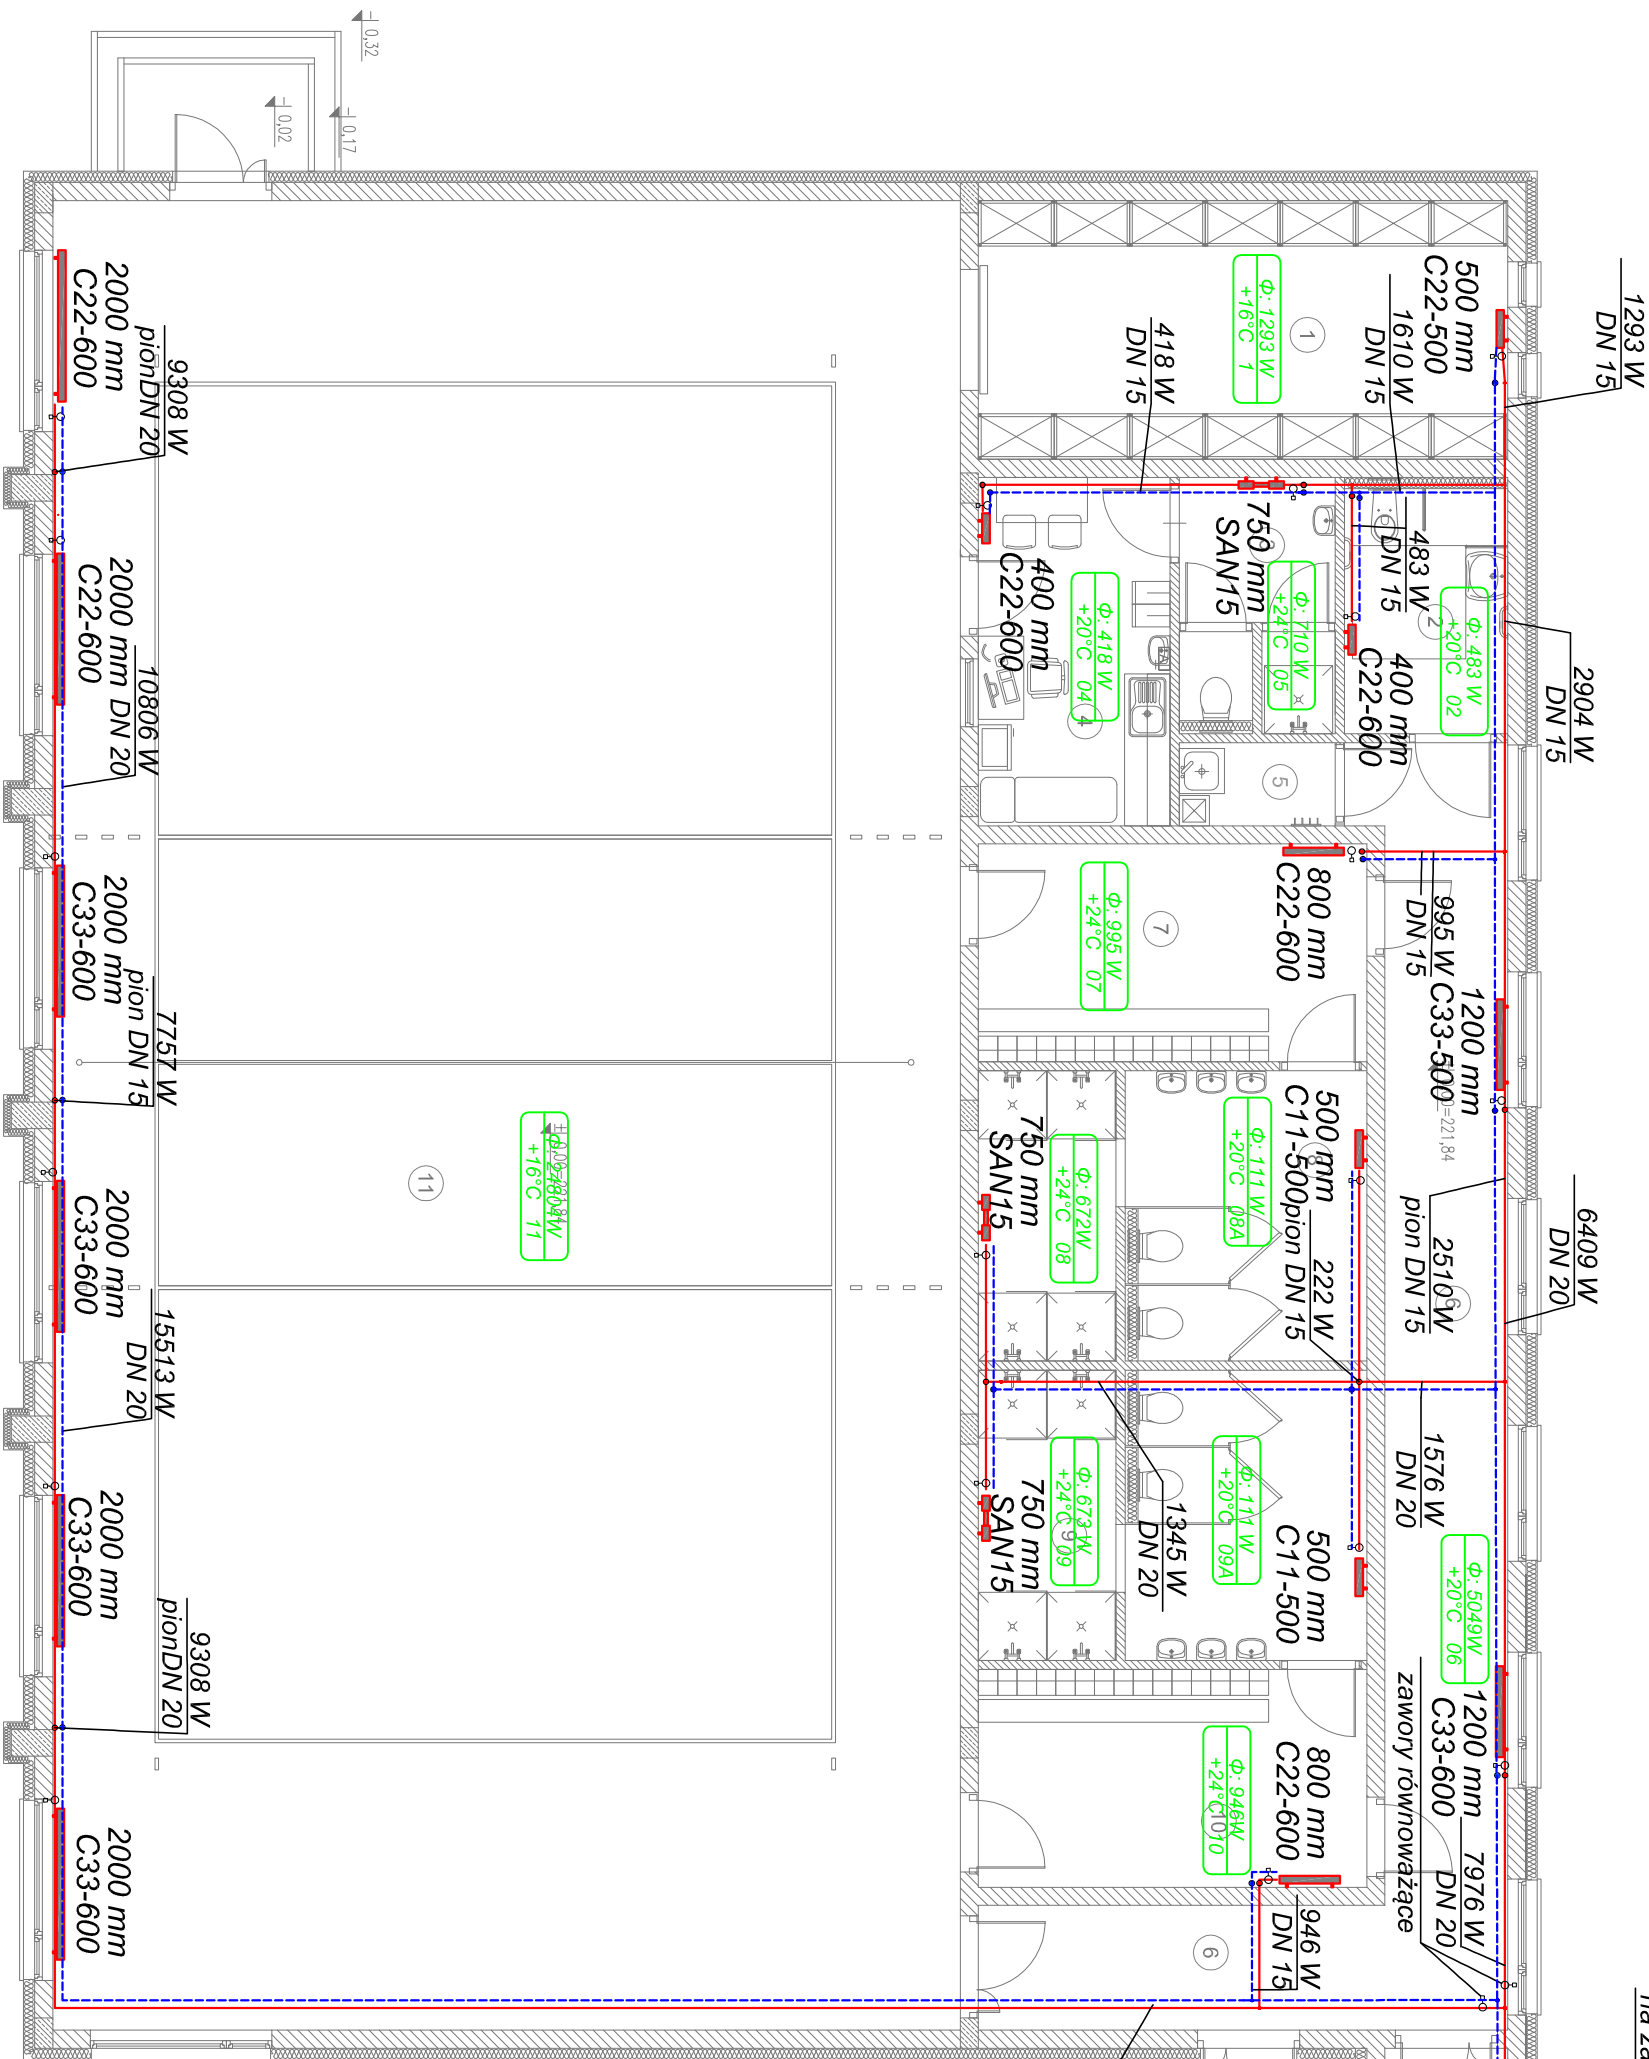 0,32
0,02
0,17
1293 W
DN 15
500 mm
C22-500
1610 W
DN 15
418 W
DN 15
Φ: 1293 W
+16°C 1
1
2904 W
DN 15
483 W
DN 15
Φ: 483 W
+20°C 02
2
400 mm
C22-600
750 mm
SAN15
Φ: 710 W
+24°C 05
5
400 mm
C22-600
Φ: 418 W
+20°C 04
4
995 W
DN 15
800 mm
C22-600
Φ: 995 W
+24°C 07
7
1200 mm
C33-500
=221,84
6409 W
DN 20
2510 W
pion DN 15
6
500 mm
C11-500
8
222 W
pion DN 15
Φ: 111 W
+20°C 08A
750 mm
SAN15
Φ: 672W
+24°C 08
1576 W
DN 20
1345 W
DN 20
Φ: 111 W
+20°C 09A
500 mm
C11-500
750 mm
SAN15
Φ: 673 W
+24°C 09
9
Φ: 5049W
+20°C 06
1200 mm
C33-600
zawory równoważące
7976 W
DN 20
800 mm
C22-600
Φ: 946W
+24°C 10
10
946 W
DN 15
6
2000 mm
C22-600
9308 W
pionDN 20
2000 mm
C22-600
10806 W
DN 20
2000 mm
C33-600
7757 W
pion DN 15
+16°C 11
11
2000 mm
C33-600
15513 W
DN 20
2000 mm
C33-600
9308 W
pionDN 20
2000 mm
C33-600